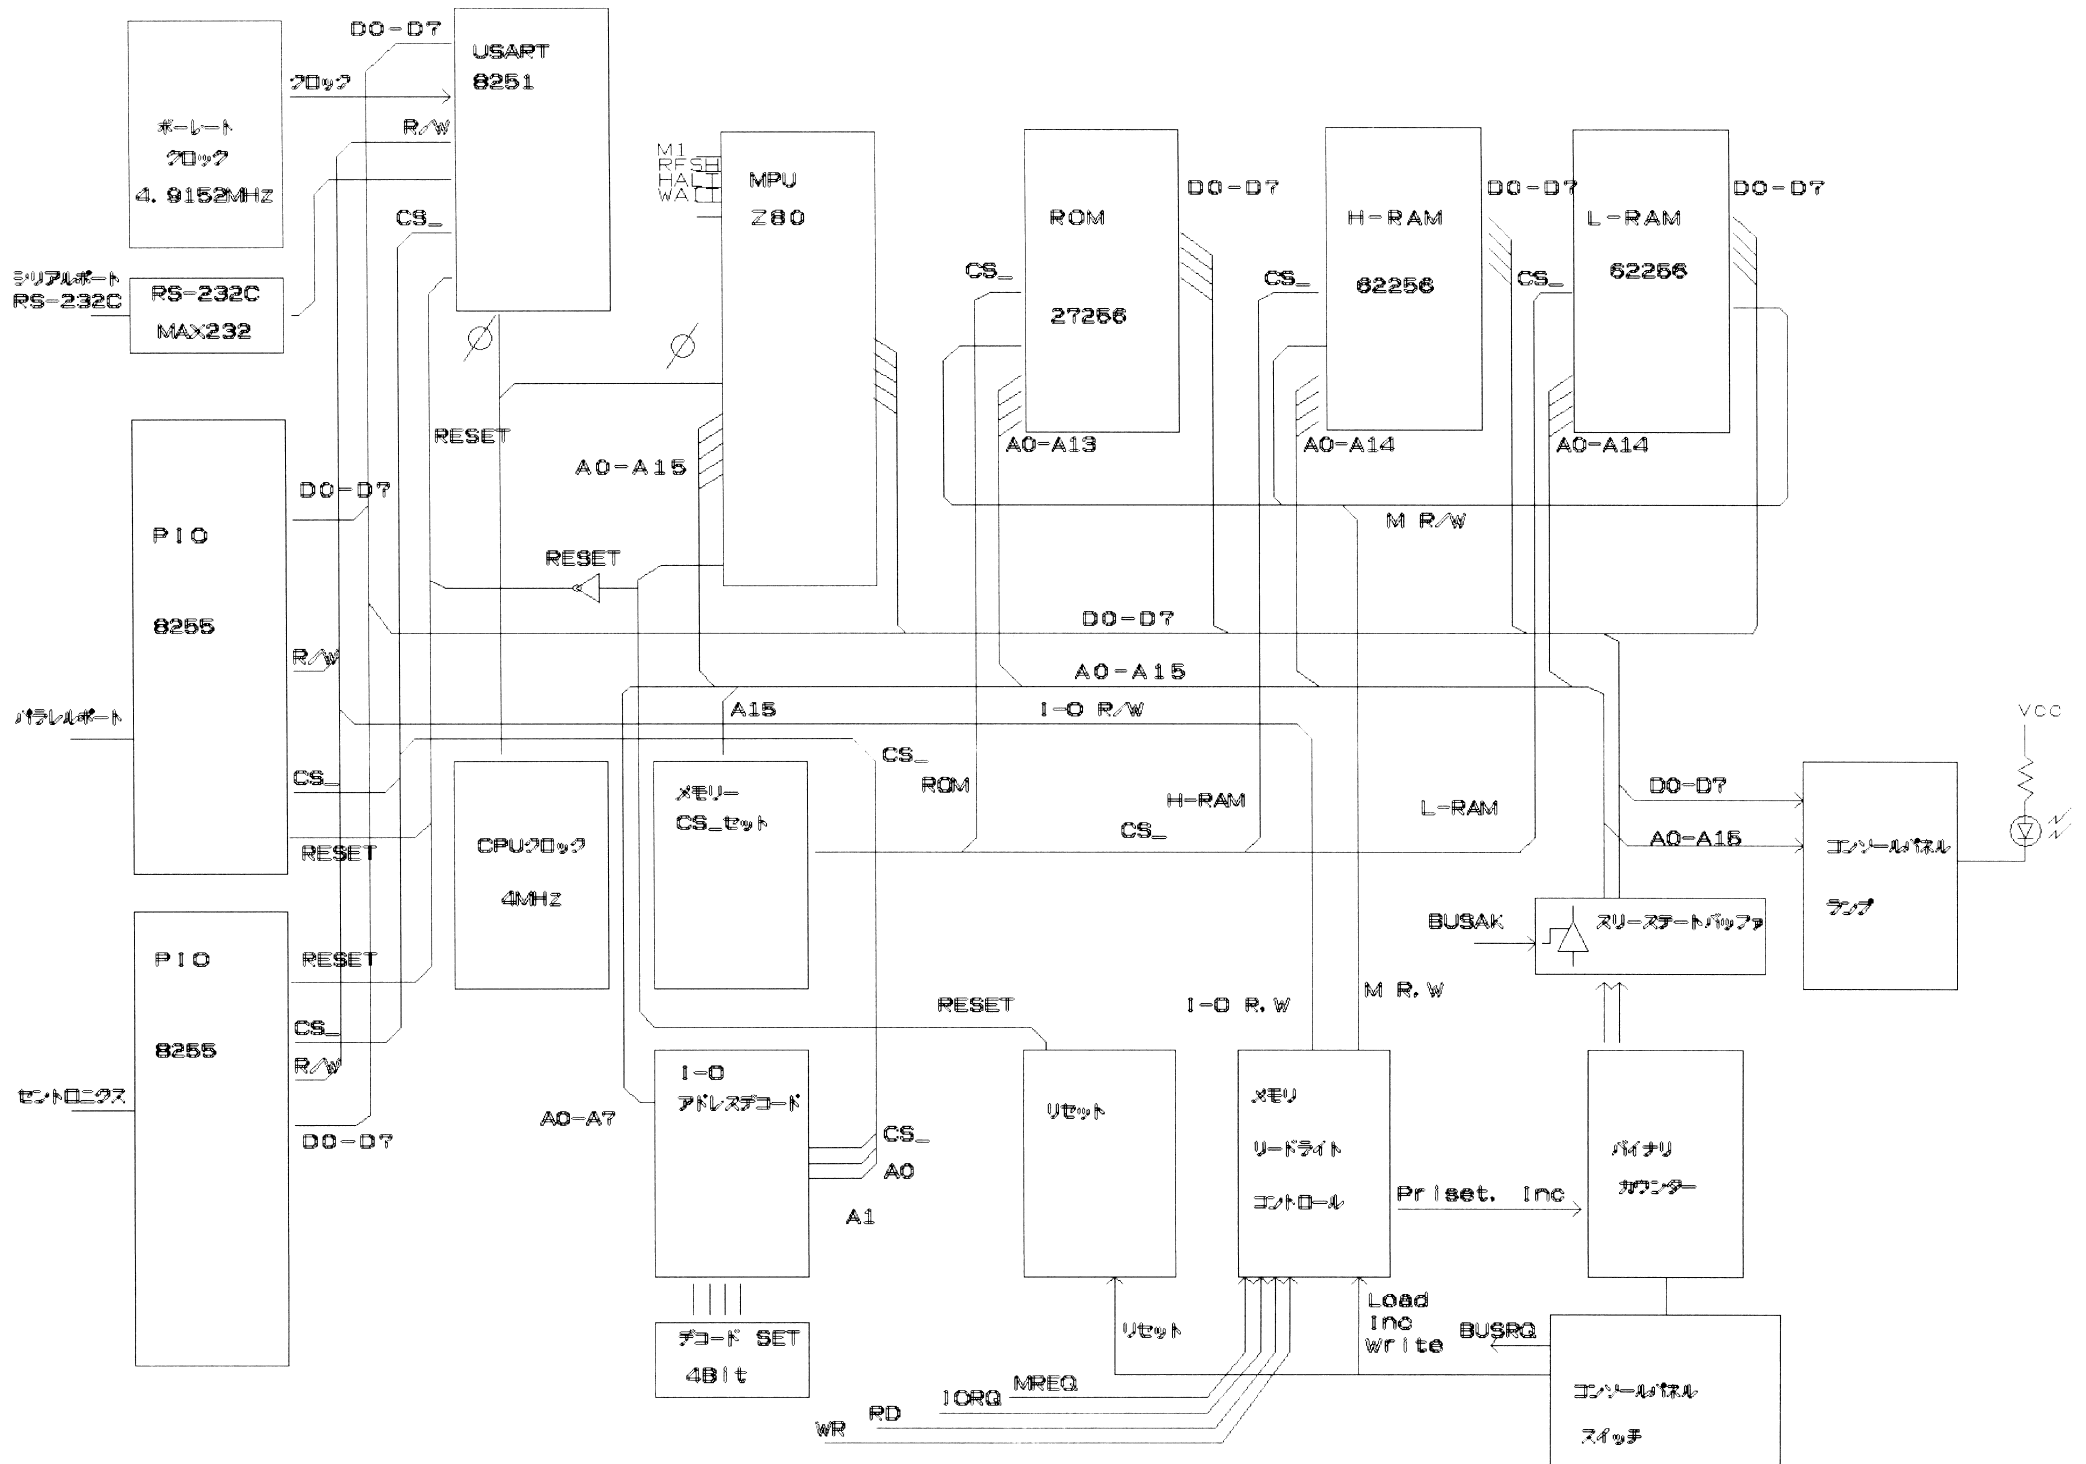 D0-D7
USART
8251
クロック
ボーレート
クロック
4.9152MHz
R/W
CS_
シリアルポート
RS-232C
RS-232C
MAX232
M1
RESH
HALT
WAIT
MPU
Z80
ROM
27256
D0-D7
CS_
H-RAM
62256
D0-D7
CS_
L-RAM
62256
D0-D7
CS_
RESET
A0-A15
A0-A13
A0-A14
A0-A14
PIO
8255
D0-D7
R/W
パラレルポート
CS_
RESET
RESET
M R/W
D0-D7
A0-A15
A15
I-O R/W
CS_
ROM
H-RAM
L-RAM
CS_
CPUクロック
4MHz
メモリー
CS_セット
VCC
D0-D7
A0-A15
コンソールパネル
ランプ
BUSAK
スリーステートバッファ
PIO
8255
RESET
CS_
R/W
セントロニクス
D0-D7
RESET
I-O R.W
M R.W
I-O
アドレスデコード
A0-A7
CS_
A0
A1
デコード SET
4Bit
リセット
リセット
メモリ
リードライト
コントロール
Priset. Inc
バイナリ
カウンター
Load
Inc
Write
BUSRQ
MREQ
IORQ
RD
WR
コンソールパネル
スイッチ